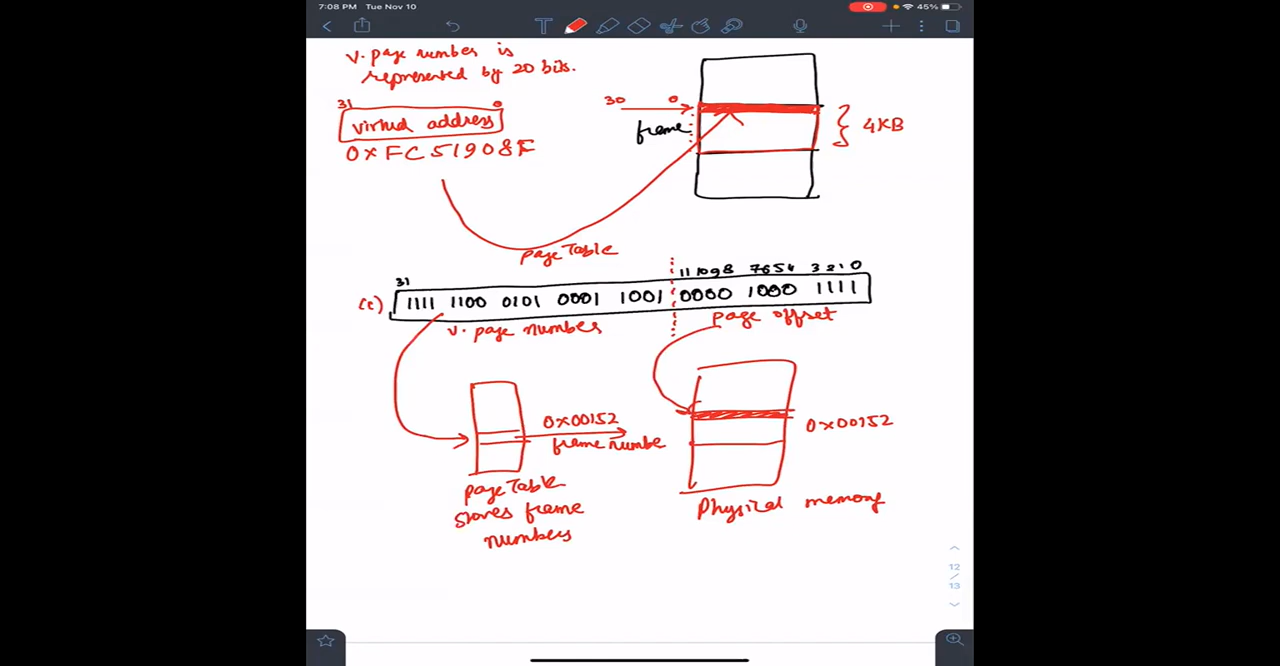 7:08 PM Tue Nov 10
45%
V. page number is
represented by 20 bits.
31 0
virtual address
0xFC51908F
30 0
frame
4KB
page Table
31 11 10 9 8 7 6 5 4 3 2 1 0
(c) 1111 1100 0101 0001 1001 0000 1000 1111
V. page numbers
page offset
0x00152
frame numbe
0x00152
page Table
stores frame
numbers
Physical memory
12
/
13